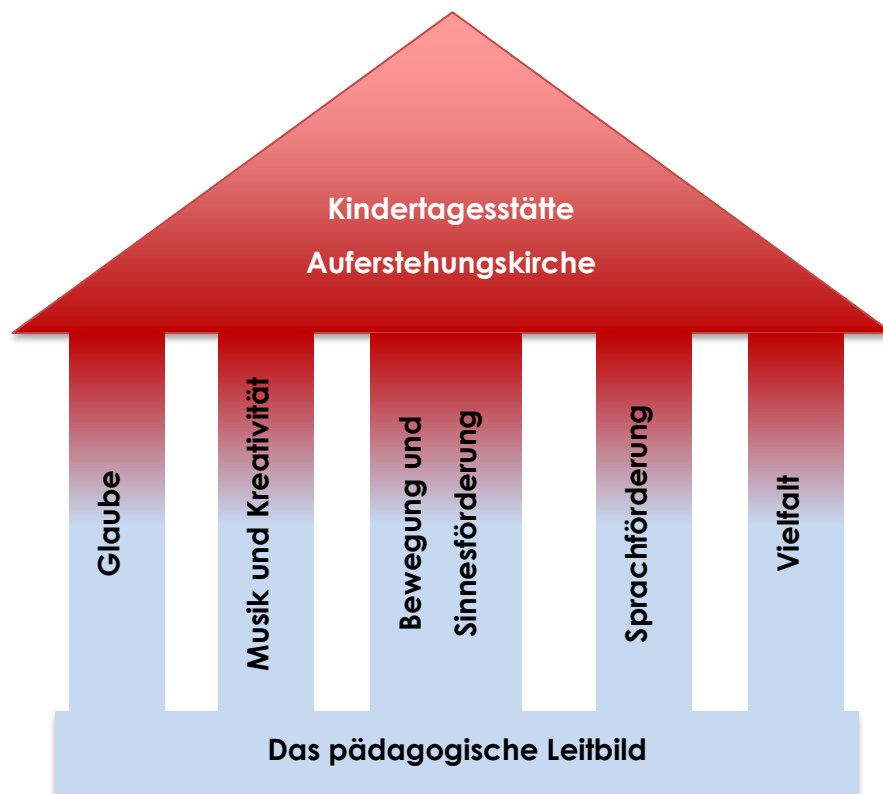 Kindertagesstätte
Auferstehungskirche
Glaube
Musik und Kreativität
Bewegung und
Sinnesförderung
Sprachförderung
Vielfalt
Das pädagogische Leitbild